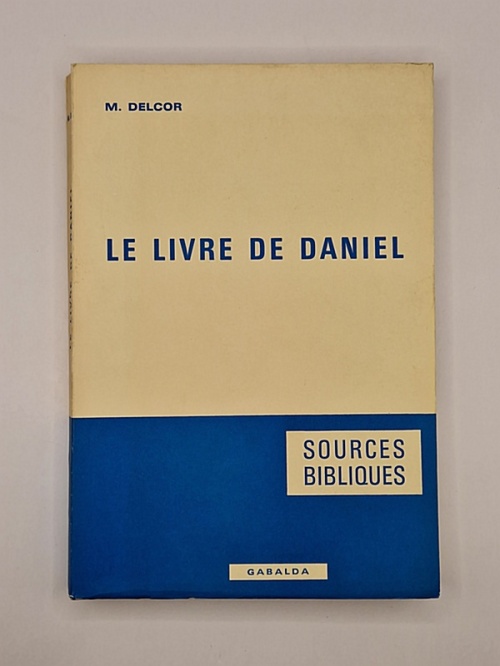 M. DELCOR
LE LIVRE DE DANIEL
SOURCES
BIBLIQUES
GABALDA